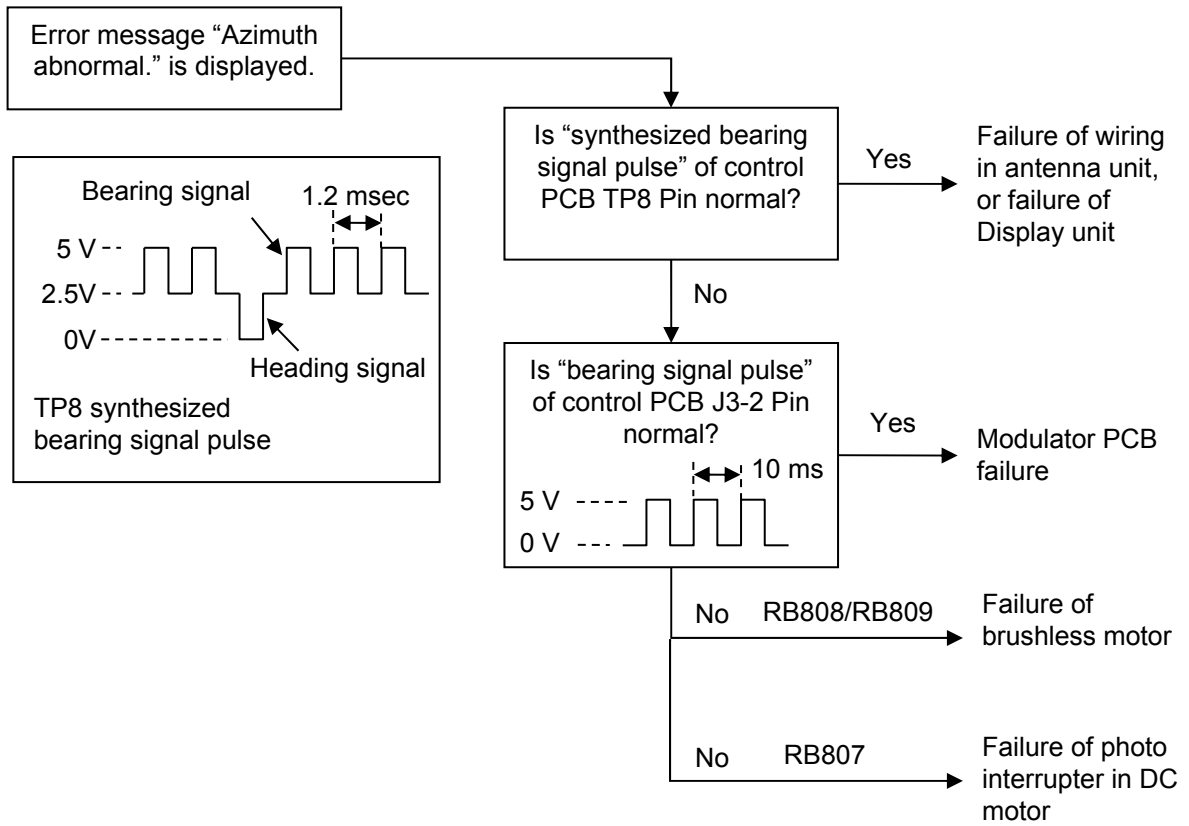 Error message “Azimuth
abnormal.” is displayed.
Is “synthesized bearing
signal pulse” of control
PCB TP8 Pin normal?
Yes
Failure of wiring
in antenna unit,
or failure of
Display unit
Bearing signal
1.2 msec
5 V
2.5V
0V
Heading signal
TP8 synthesized
bearing signal pulse
No
Is “bearing signal pulse”
of control PCB J3-2 Pin
normal?
10 ms
5 V
0 V
Yes
Modulator PCB
failure
No RB808/RB809
Failure of
brushless motor
No RB807
Failure of photo
interrupter in DC
motor